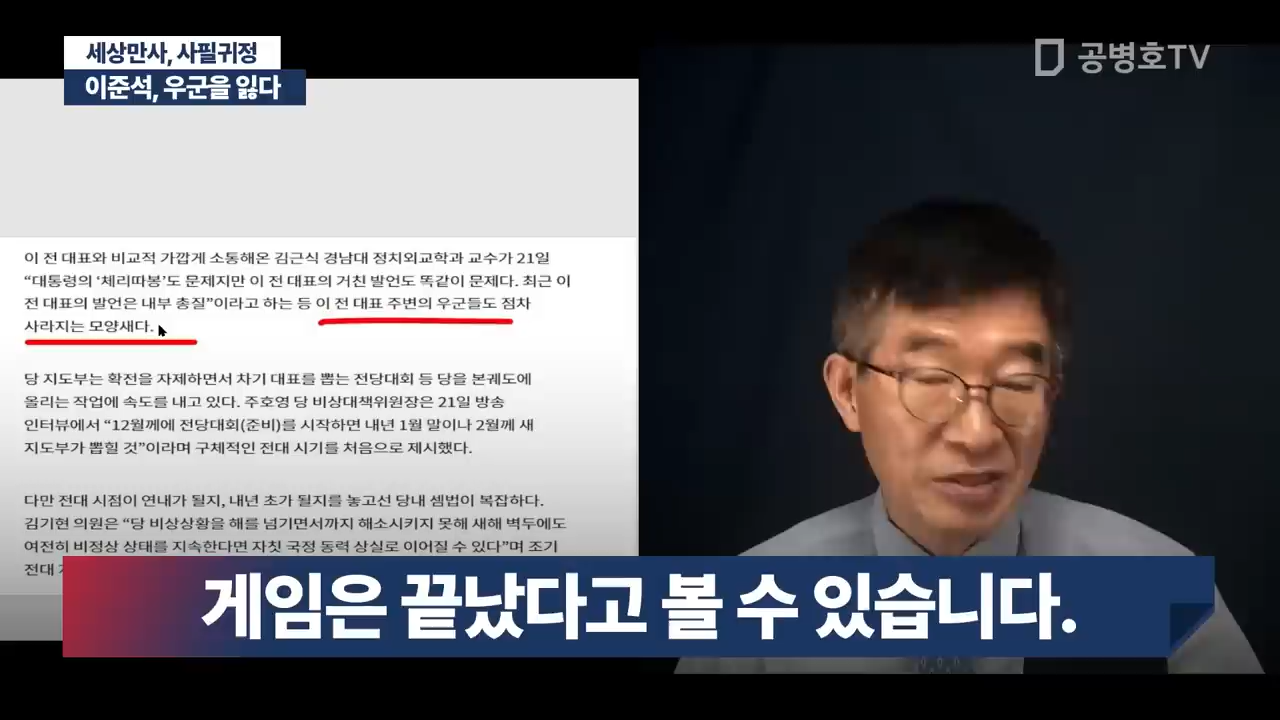 세상만사, 사필귀정
이준석, 우군을 잃다
공병호TV
이 전 대표와 비교적 가깝게 소통해온 김근식 경남대 정치외교학과 교수가 21일
“대통령의 ‘체리따봉’도 문제지만 이 전 대표의 거친 발언도 똑같이 문제다. 최근 이
전 대표의 발언은 내부 총질”이라고 하는 등 이 전 대표 주변의 우군들도 점차
사라지는 모양새다.
당 지도부는 확전을 자제하면서 차기 대표를 뽑는 전당대회 등 당을 본궤도에
올리는 작업에 속도를 내고 있다. 주호영 당 비상대책위원장은 21일 방송
인터뷰에서 “12월께에 전당대회(준비)를 시작하면 내년 1월 말이나 2월께 새
지도부가 뽑힐 것”이라며 구체적인 전대 시기를 처음으로 제시했다.
다만 전대 시점이 연내가 될지, 내년 초가 될지를 놓고선 당내 셈법이 복잡하다.
김기현 의원은 “당 비상상황을 해를 넘기면서까지 해소시키지 못해 새해 벽두에도
여전히 비정상 상태를 지속한다면 자칫 국정 동력 상실로 이어질 수 있다”며 조기
전대
게임은 끝났다고 볼 수 있습니다.